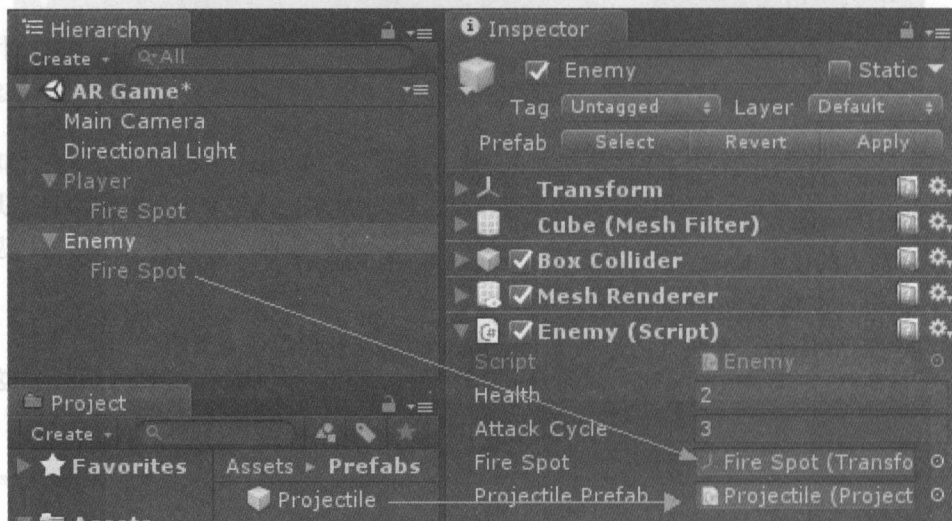 Hierarchy
Create
All
AR Game*
Main Camera
Directional Light
Player
Fire Spot
Enemy
Fire Spot
Project
Create
Favorites
Assets
Assets Prefabs
Projectile
Inspector
Enemy
Static
Tag Untagged Layer Default
Prefab Select Revert Apply
Transform
Cube (Mesh Filter)
Box Collider
Mesh Renderer
Enemy (Script)
Script Enemy
Health 2
Attack Cycle 3
Fire Spot Fire Spot (Transfo
Projectile Prefab Projectile (Project